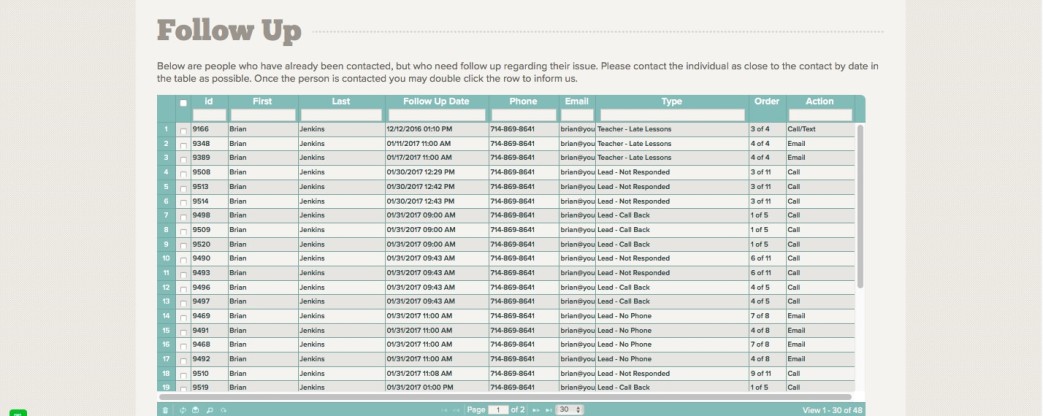 Follow Up
Below are people who have already been contacted, but who need follow up regarding their issue. Please contact the individual as close to the contact by date in
the table as possible. Once the person is contacted you may double click the row to inform us.
Id First Last Follow Up Date Phone Email Type Order Action
1 9166 Brian Jenkins 12/12/2016 01:10 PM 714-869-8641 brian@you Teacher - Late Lessons 3 of 4 Call/Text
2 9348 Brian Jenkins 01/11/2017 11:00 AM 714-869-8641 brian@you Teacher - Late Lessons 4 of 4 Email
3 9389 Brian Jenkins 01/17/2017 11:00 AM 714-869-8641 brian@you Teacher - Late Lessons 4 of 4 Email
4 9508 Brian Jenkins 01/30/2017 12:29 PM 714-869-8641 brian@you Lead - Not Responded 3 of 11 Call
5 9513 Brian Jenkins 01/30/2017 12:42 PM 714-869-8641 brian@you Lead - Not Responded 3 of 11 Call
6 9514 Brian Jenkins 01/30/2017 12:43 PM 714-869-8641 brian@you Lead - Not Responded 3 of 11 Call
7 9498 Brian Jenkins 01/31/2017 09:00 AM 714-869-8641 brian@you Lead - Call Back 1 of 5 Call
8 9509 Brian Jenkins 01/31/2017 09:00 AM 714-869-8641 brian@you Lead - Call Back 1 of 5 Call
9 9520 Brian Jenkins 01/31/2017 09:00 AM 714-869-8641 brian@you Lead - Call Back 1 of 5 Call
10 9490 Brian Jenkins 01/31/2017 09:43 AM 714-869-8641 brian@you Lead - Not Responded 6 of 11 Call
11 9493 Brian Jenkins 01/31/2017 09:43 AM 714-869-8641 brian@you Lead - Not Responded 6 of 11 Call
12 9496 Brian Jenkins 01/31/2017 09:43 AM 714-869-8641 brian@you Lead - Call Back 4 of 5 Call
13 9497 Brian Jenkins 01/31/2017 09:43 AM 714-869-8641 brian@you Lead - Call Back 4 of 5 Call
14 9469 Brian Jenkins 01/31/2017 11:00 AM 714-869-8641 brian@you Lead - No Phone 7 of 8 Email
15 9491 Brian Jenkins 01/31/2017 11:00 AM 714-869-8641 brian@you Lead - No Phone 4 of 8 Email
16 9468 Brian Jenkins 01/31/2017 11:00 AM 714-869-8641 brian@you Lead - No Phone 7 of 8 Email
17 9492 Brian Jenkins 01/31/2017 11:00 AM 714-869-8641 brian@you Lead - No Phone 4 of 8 Email
18 9510 Brian Jenkins 01/31/2017 11:08 AM 714-869-8641 brian@you Lead - Not Responded 9 of 11 Call
19 9519 Brian Jenkins 01/31/2017 01:00 PM 714-869-8641 brian@you Lead - Call Back 1 of 5 Call
Page 1 of 2 30 View 1 - 30 of 48